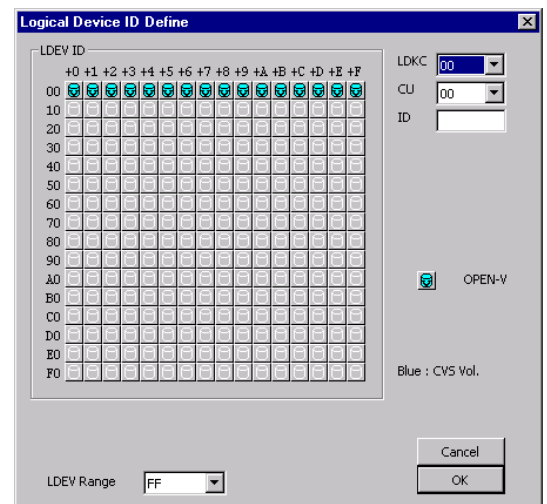 Logical Device ID Define
LDEV ID
+0 +1 +2 +3 +4 +5 +6 +7 +8 +9 +A +B +C +D +E +F
00
10
20
30
40
50
60
70
80
90
A0
B0
C0
D0
E0
F0
LDKC 00
CU 00
ID
OPEN-V
Blue : CVS Vol.
Cancel
LDEV Range FF
OK